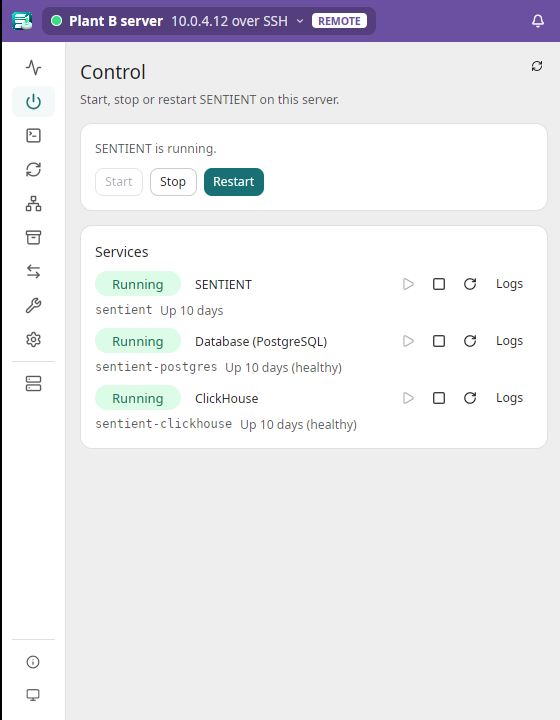 Plant B server 10.0.4.12 over SSH REMOTE
Control
Start, stop or restart SENTIENT on this server.
SENTIENT is running.
Start Stop Restart
Services
Running SENTIENT Logs
sentient Up 10 days
Running Database (PostgreSQL) Logs
sentient-postgres Up 10 days (healthy)
Running ClickHouse Logs
sentient-clickhouse Up 10 days (healthy)